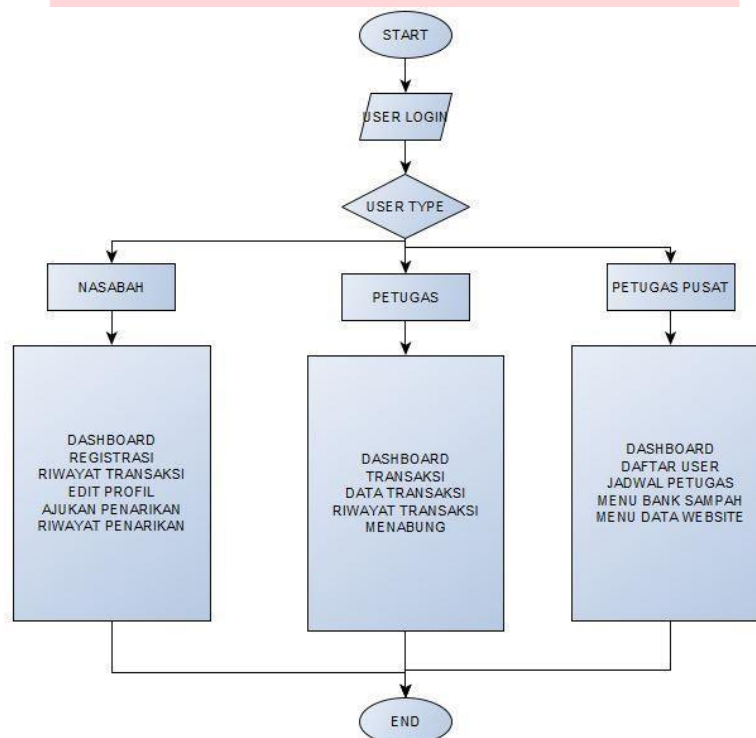 START
USER LOGIN
USER TYPE
NASABAH
PETUGAS
PETUGAS PUSAT
DASHBOARD
REGISTRASI
RIWAYAT TRANSAKSI
EDIT PROFIL
AJUKAN PENARIKAN
RIWAYAT PENARIKAN
DASHBOARD
TRANSAKSI
DATA TRANSAKSI
RIWAYAT TRANSAKSI
MENABUNG
DASHBOARD
DAFTAR USER
JADWAL PETUGAS
MENU BANK SAMPAH
MENU DATA WEBSITE
END